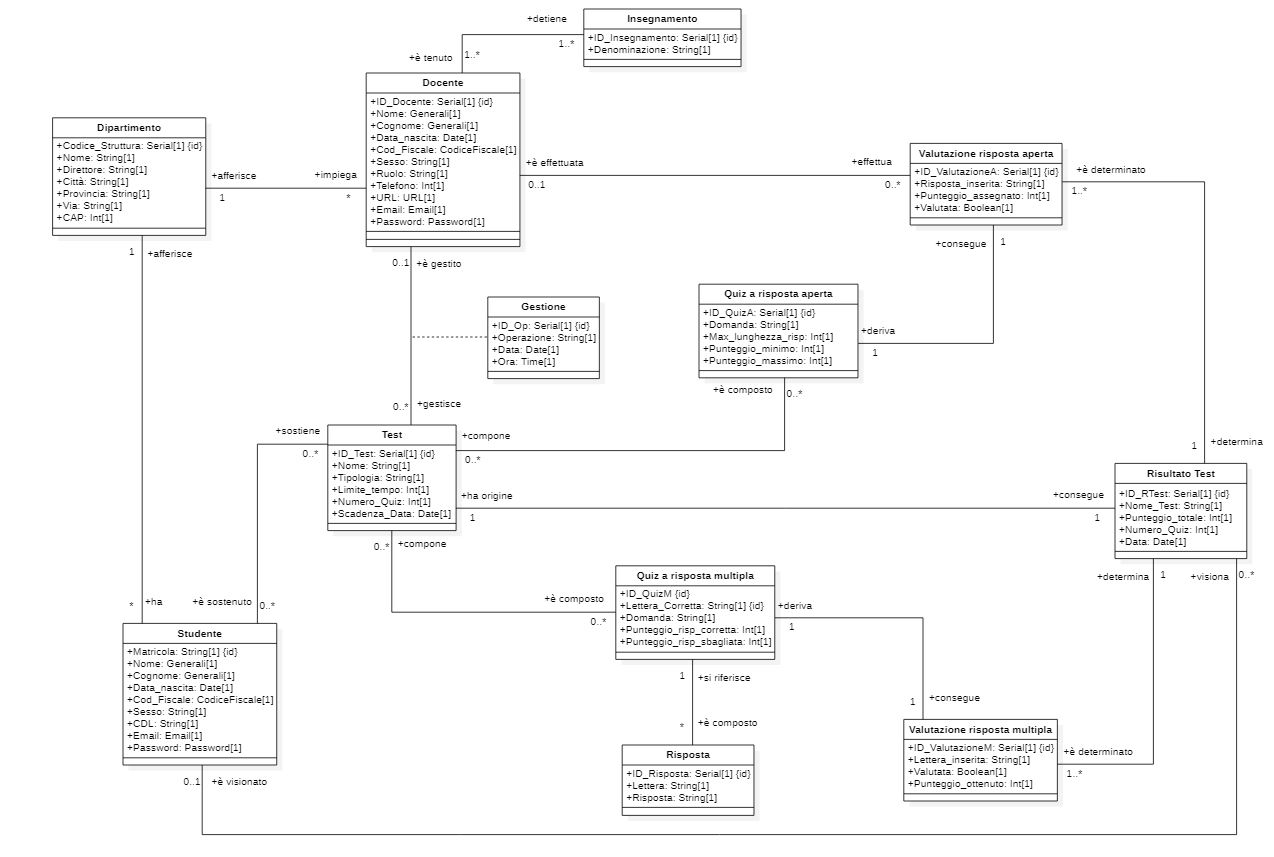 Insegnamento
+ID_Insegnamento: Serial[1] {id}
+Denominazione: String[1]
+detiene
1..*
+è tenuto
1..*
Docente
+ID_Docente: Serial[1] {id}
+Nome: Generali[1]
+Cognome: Generali[1]
+Data_nascita: Date[1]
+Cod_Fiscale: CodiceFiscale[1]
+Sesso: String[1]
+Ruolo: String[1]
+Telefono: Int[1]
+URL: URL[1]
+Email: Email[1]
+Password: Password[1]
Dipartimento
+Codice_Struttura: Serial[1] {id}
+Nome: String[1]
+Direttore: String[1]
+Città: String[1]
+Provincia: String[1]
+Via: String[1]
+CAP: Int[1]
+afferisce
1
+impiega
*
+è effettuata
0..1
+effettua
0..*
Valutazione risposta aperta
+ID_ValutazioneA: Serial[1] {id}
+Risposta_inserita: String[1]
+Punteggio_assegnato: Int[1]
+Valutata: Boolean[1]
+è determinato
1..*
+consegue
1
1
+afferisce
0..1
+è gestito
Gestione
+ID_Op: Serial[1] {id}
+Operazione: String[1]
+Data: Date[1]
+Ora: Time[1]
Quiz a risposta aperta
+ID_QuizA: Serial[1] {id}
+Domanda: String[1]
+Max_lunghezza_risp: Int[1]
+Punteggio_minimo: Int[1]
+Punteggio_massimo: Int[1]
+deriva
1
+è composto
0..*
0..*
+gestisce
+sostiene
0..*
Test
+ID_Test: Serial[1] {id}
+Nome: String[1]
+Tipologia: String[1]
+Limite_tempo: Int[1]
+Numero_Quiz: Int[1]
+Scadenza_Data: Date[1]
+compone
0..*
+ha origine
1
+consegue
1
1
+determina
Risultato Test
+ID_RTest: Serial[1] {id}
+Nome_Test: String[1]
+Punteggio_totale: Int[1]
+Numero_Quiz: Int[1]
+Data: Date[1]
0..*
+compone
+determina
1
+visiona
0..*
*
+ha
+è sostenuto
0..*
+è composto
0..*
Quiz a risposta multipla
+ID_QuizM {id}
+Lettera_Corretta: String[1] {id}
+Domanda: String[1]
+Punteggio_risp_corretta: Int[1]
+Punteggio_risp_sbagliata: Int[1]
+deriva
1
Studente
+Matricola: String[1] {id}
+Nome: Generali[1]
+Cognome: Generali[1]
+Data_nascita: Date[1]
+Cod_Fiscale: CodiceFiscale[1]
+Sesso: String[1]
+CDL: String[1]
+Email: Email[1]
+Password: Password[1]
1
+si riferisce
*
+è composto
1
+consegue
Valutazione risposta multipla
+ID_ValutazioneM: Serial[1] {id}
+Lettera_inserita: String[1]
+Valutata: Boolean[1]
+Punteggio_ottenuto: Int[1]
+è determinato
1..*
Risposta
+ID_Risposta: Serial[1] {id}
+Lettera: String[1]
+Risposta: String[1]
0..1
+è visionato